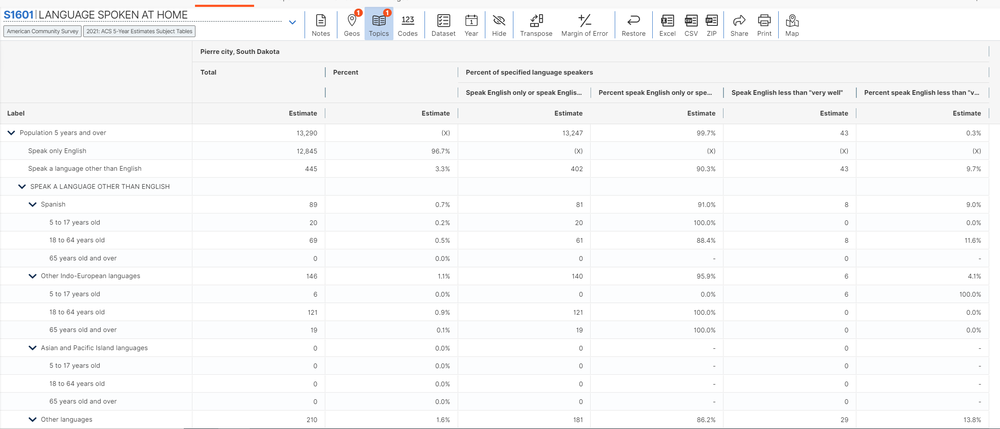 S1601 LANGUAGE SPOKEN AT HOME
American Community Survey 2021: ACS 5-Year Estimates Subject Tables
Notes 1 Geos 1 Topics 123 Codes Dataset 1 Year Hide Transpose Margin of Error Restore Excel CSV ZIP Share Print Map
Pierre city, South Dakota
Total Percent Percent of specified language speakers
Speak English only or speak Englis... Percent speak English only or spe... Speak English less than "very well" Percent speak English less than "v...
Label Estimate Estimate Estimate Estimate Estimate Estimate
Population 5 years and over 13,290 (X) 13,247 99.7% 43 0.3%
Speak only English 12,845 96.7% (X) (X) (X) (X)
Speak a language other than English 445 3.3% 402 90.3% 43 9.7%
SPEAK A LANGUAGE OTHER THAN ENGLISH
Spanish 89 0.7% 81 91.0% 8 9.0%
5 to 17 years old 20 0.2% 20 100.0% 0 0.0%
18 to 64 years old 69 0.5% 61 88.4% 8 11.6%
65 years old and over 0 0.0% 0 - 0 -
Other Indo-European languages 146 1.1% 140 95.9% 6 4.1%
5 to 17 years old 6 0.0% 0 0.0% 6 100.0%
18 to 64 years old 121 0.9% 121 100.0% 0 0.0%
65 years old and over 19 0.1% 19 100.0% 0 0.0%
Asian and Pacific Island languages 0 0.0% 0 - 0 -
5 to 17 years old 0 0.0% 0 - 0 -
18 to 64 years old 0 0.0% 0 - 0 -
65 years old and over 0 0.0% 0 - 0 -
Other languages 210 1.6% 181 86.2% 29 13.8%